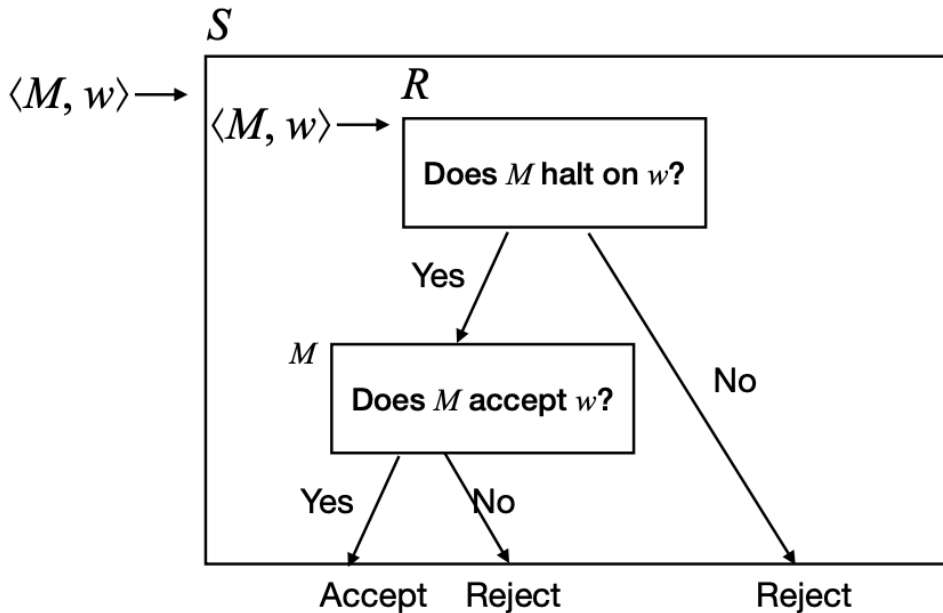 S
⟨M, w⟩
R
⟨M, w⟩
Does M halt on w?
Yes
M
No
Does M accept w?
Yes
No
Accept
Reject
Reject